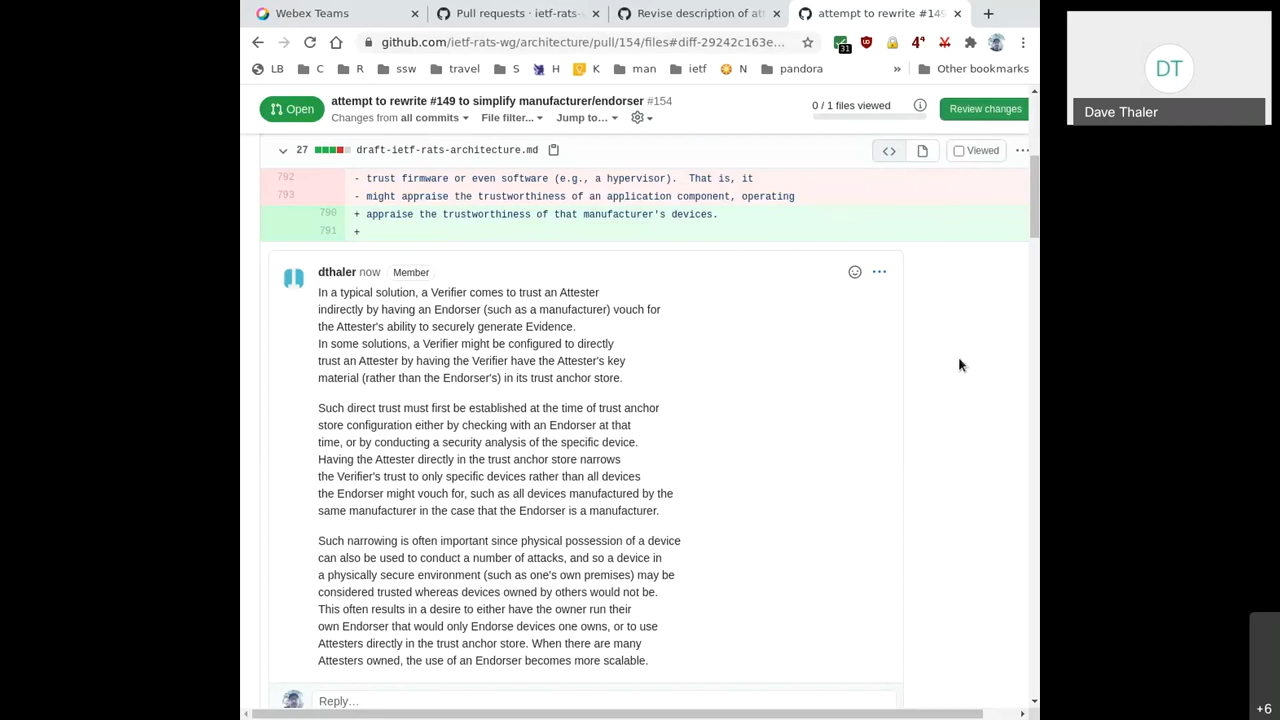 Webex Teams
Pull requests · ietf-rats-
Revise description of att
attempt to rewrite #149
github.com/ietf-rats-wg/architecture/pull/154/files#diff-29242c163e...
31
LB
C
R
ssw
travel
S
H
K
man
ietf
N
pandora
»
Other bookmarks
Open
attempt to rewrite #149 to simplify manufacturer/endorser #154
Changes from all commits
File filter...
Jump to...
0 / 1 files viewed
Review changes
27
draft-ietf-rats-architecture.md
Viewed
792 - trust firmware or even software (e.g., a hypervisor).  That is, it
793 - might appraise the trustworthiness of an application component, operating
790 + appraise the trustworthiness of that manufacturer's devices.
791 +
dthaler now Member
In a typical solution, a Verifier comes to trust an Attester
indirectly by having an Endorser (such as a manufacturer) vouch for
the Attester's ability to securely generate Evidence.
In some solutions, a Verifier might be configured to directly
trust an Attester by having the Verifier have the Attester's key
material (rather than the Endorser's) in its trust anchor store.
Such direct trust must first be established at the time of trust anchor
store configuration either by checking with an Endorser at that
time, or by conducting a security analysis of the specific device.
Having the Attester directly in the trust anchor store narrows
the Verifier's trust to only specific devices rather than all devices
the Endorser might vouch for, such as all devices manufactured by the
same manufacturer in the case that the Endorser is a manufacturer.
Such narrowing is often important since physical possession of a device
can also be used to conduct a number of attacks, and so a device in
a physically secure environment (such as one's own premises) may be
considered trusted whereas devices owned by others would not be.
This often results in a desire to either have the owner run their
own Endorser that would only Endorse devices one owns, or to use
Attesters directly in the trust anchor store. When there are many
Attesters owned, the use of an Endorser becomes more scalable.
Reply...
DT
Dave Thaler
+6